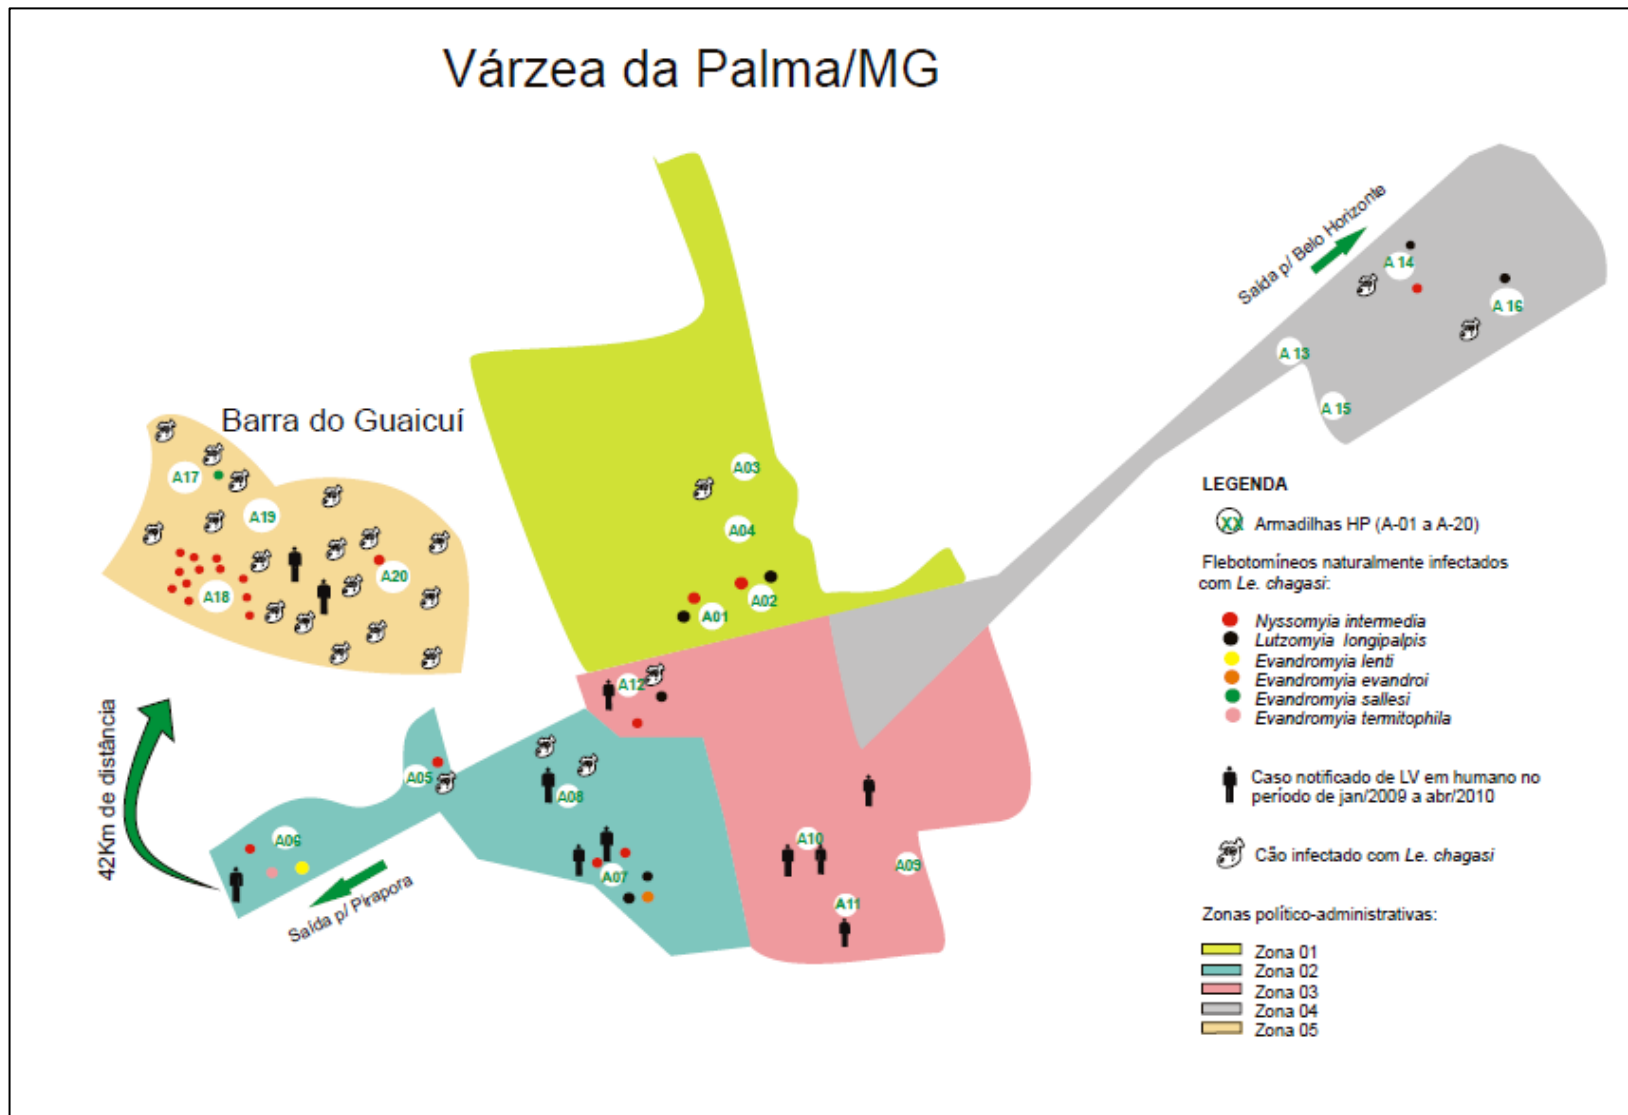 Várzea da Palma/MG
Saída p/ Belo Horizonte
A 14
A 16
A 13
A 15
Barra do Guaicuí
A17
A19
A18
A20
A03
A04
A02
A01
A12
A05
A08
A06
A07
A10
A09
A11
42Km de distância
Saída p/ Pirapora
LEGENDA
XX Armadilhas HP (A-01 a A-20)
Flebotomíneos naturalmente infectados
com Le. chagasi:
Nyssomyia intermedia
Lutzomyia longipalpis
Evandromyia lenti
Evandromyia evandroi
Evandromyia sallesi
Evandromyia termitophila
Caso notificado de LV em humano no
período de jan/2009 a abr/2010
Cão infectado com Le. chagasi
Zonas político-administrativas:
Zona 01
Zona 02
Zona 03
Zona 04
Zona 05